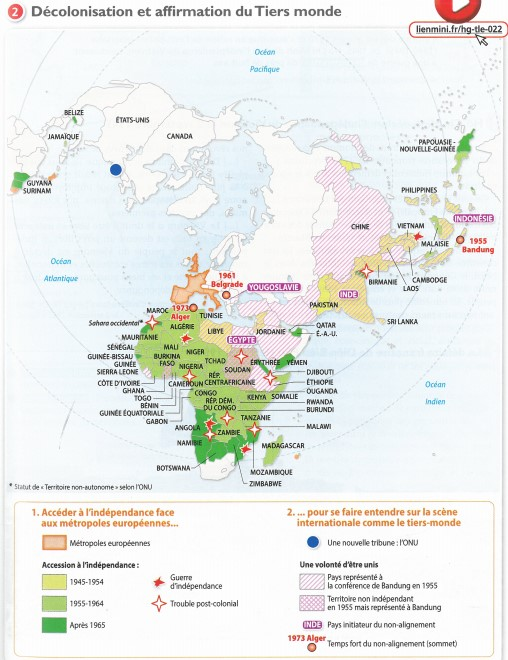 2 Décolonisation et affirmation du Tiers monde
lienmini.fr/hg-tle-022
Océan
Pacifique
BELIZE
JAMAÏQUE
ÉTATS-UNIS
CANADA
GUYANA
SURINAM
PAPOUASIE -
NOUVELLE-GUINÉE
PHILIPPINES
CHINE
VIETNAM
INDONÉSIE
1955
Bandung
MALAISIE
CAMBODGE
LAOS
BIRMANIE
Océan
Atlantique
1961
Belgrade
YOUGOSLAVIE
INDE
PAKISTAN
SRI LANKA
1973
Alger
MAROC
TUNISIE
Sahara occidental*
ALGÉRIE
LIBYE
JORDANIE
QATAR
É.-A.-U.
ÉGYPTE
MAURITANIE
SÉNÉGAL
MALI
NIGER
GUINÉE-BISSAU
GUINÉE
BURKINA
FASO
TCHAD
SOUDAN
ÉRYTHRÉE
YÉMEN
SIERRA LEONE
NIGÉRIA
RÉP.
CENTRAFRICAINE
DJIBOUTI
CÔTE D'IVOIRE
CAMEROUN
ÉTHIOPIE
GHANA
CONGO
KENYA
SOMALIE
OUGANDA
TOGO
RÉP. DÉM.
DU CONGO
RWANDA
BÉNIN
BURUNDI
GUINÉE ÉQUATORIALE
GABON
TANZANIE
MALAWI
ANGOLA
ZAMBIE
NAMIBIE
MADAGASCAR
BOTSWANA
MOZAMBIQUE
ZIMBABWE
Océan
Indien
* Statut de « Territoire non-autonome » selon l'ONU
1. Accéder à l'indépendance face
aux métropoles européennes...
Métropoles européennes
Accession à l'indépendance :
1945-1954
1955-1964
Après 1965
Guerre
d'indépendance
Trouble post-colonial
2. ... pour se faire entendre sur la scène
internationale comme le tiers-monde
Une nouvelle tribune : l'ONU
Une volonté d'être unis
Pays représenté à
la conférence de Bandung en 1955
Territoire non indépendant
en 1955 mais représenté à Bandung
INDE Pays initiateur du non-alignement
1973 Alger Temps fort du non-alignement (sommet)